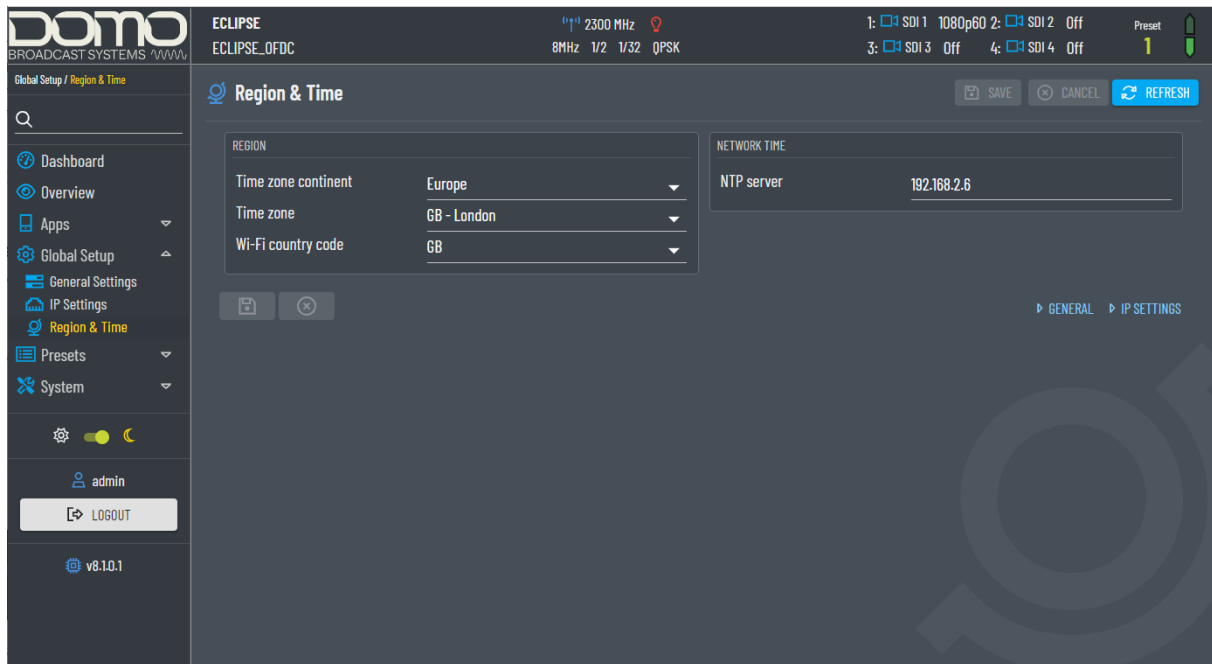 DOMO
BROADCAST SYSTEMS
ECLIPSE
ECLIPSE_OFDC
2300 MHz
8MHz 1/2 1/32 QPSK
1: SDI 1 1080p60 2: SDI 2 Off
3: SDI 3 Off 4: SDI 4 Off
Preset
1
Global Setup / Region & Time
Dashboard
Overview
Apps
Global Setup
General Settings
IP Settings
Region & Time
Presets
System
admin
LOGOUT
v8.1.0.1
Region & Time
SAVE
CANCEL
REFRESH
REGION
Time zone continent Europe
Time zone GB - London
Wi-Fi country code GB
NETWORK TIME
NTP server 192.168.2.6
GENERAL IP SETTINGS